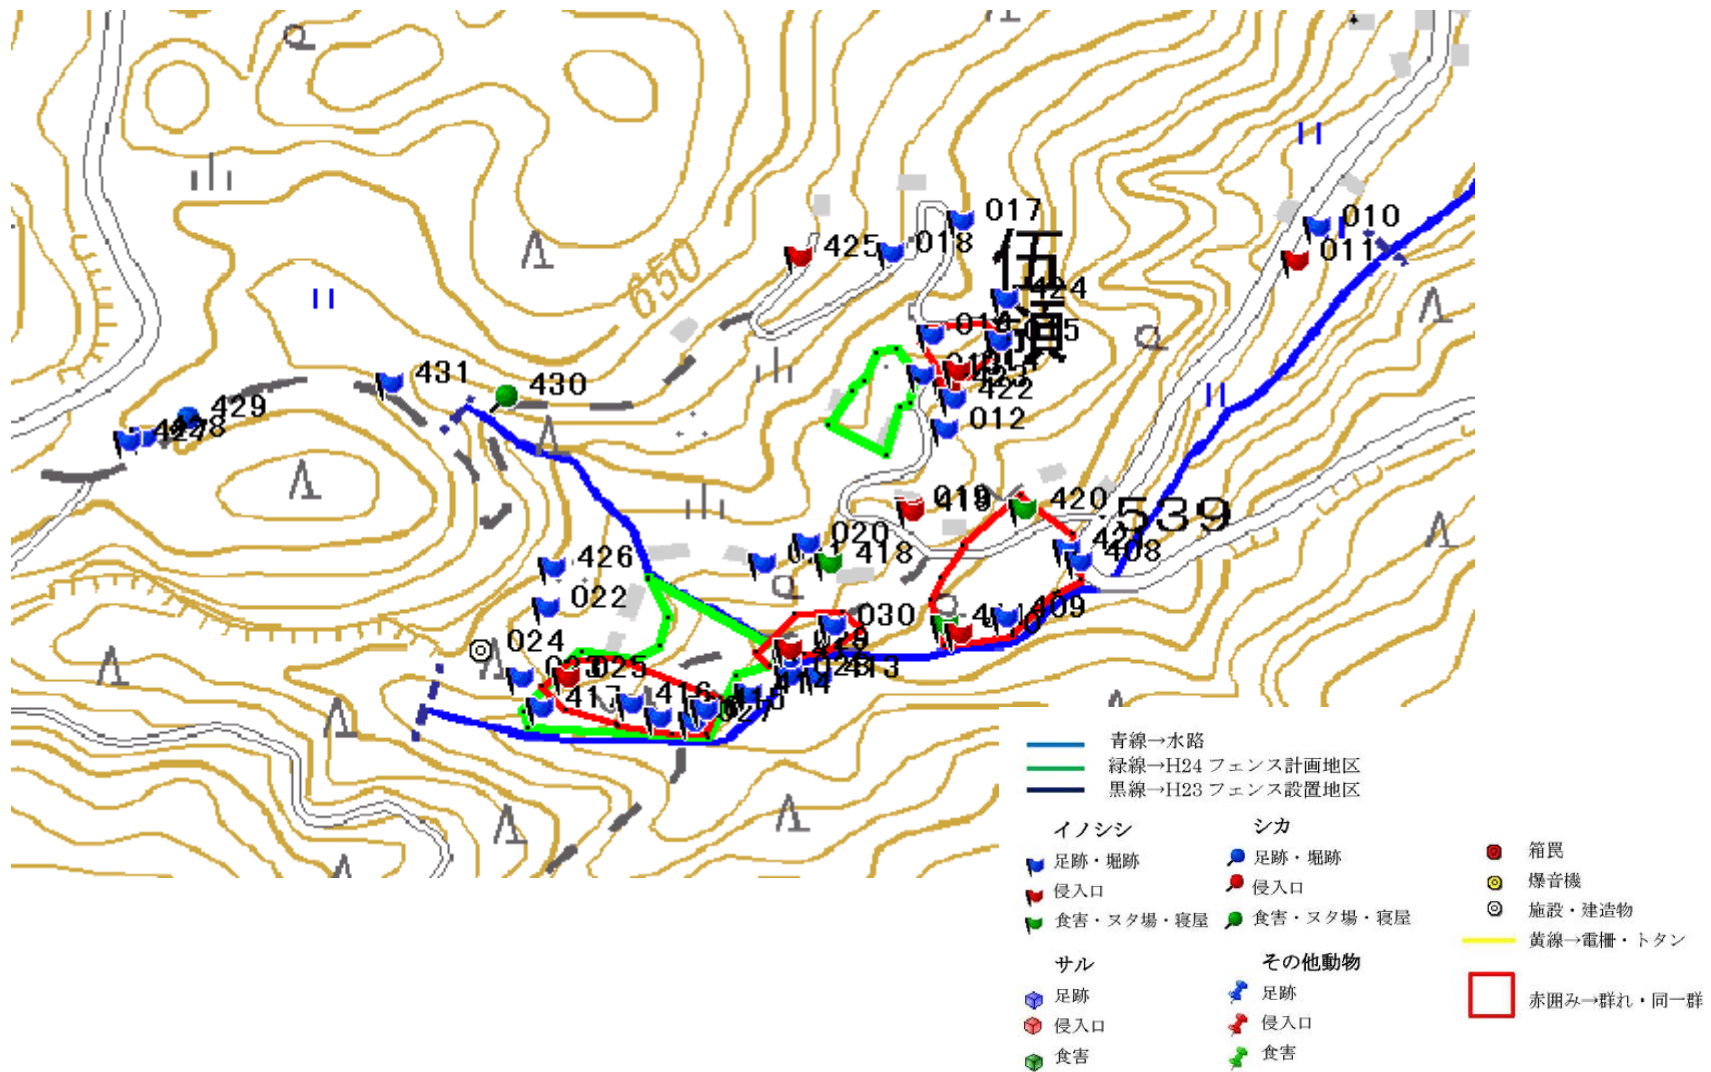 017
010
425
018
011
伍
650
424
431
430
423
422
429
012
019
420
539
020
421
408
418
426
022
030
409
024
025
413
417
416
414
027
青線→水路
緑線→H24 フェンス計画地区
黒線→H23 フェンス設置地区
イノシシ
足跡・堀跡
侵入口
食害・ヌタ場・寝屋
シカ
足跡・堀跡
侵入口
食害・ヌタ場・寝屋
箱罠
爆音機
施設・建造物
黄線→電柵・トタン
サル
足跡
侵入口
食害
その他動物
足跡
侵入口
食害
赤囲み→群れ・同一群